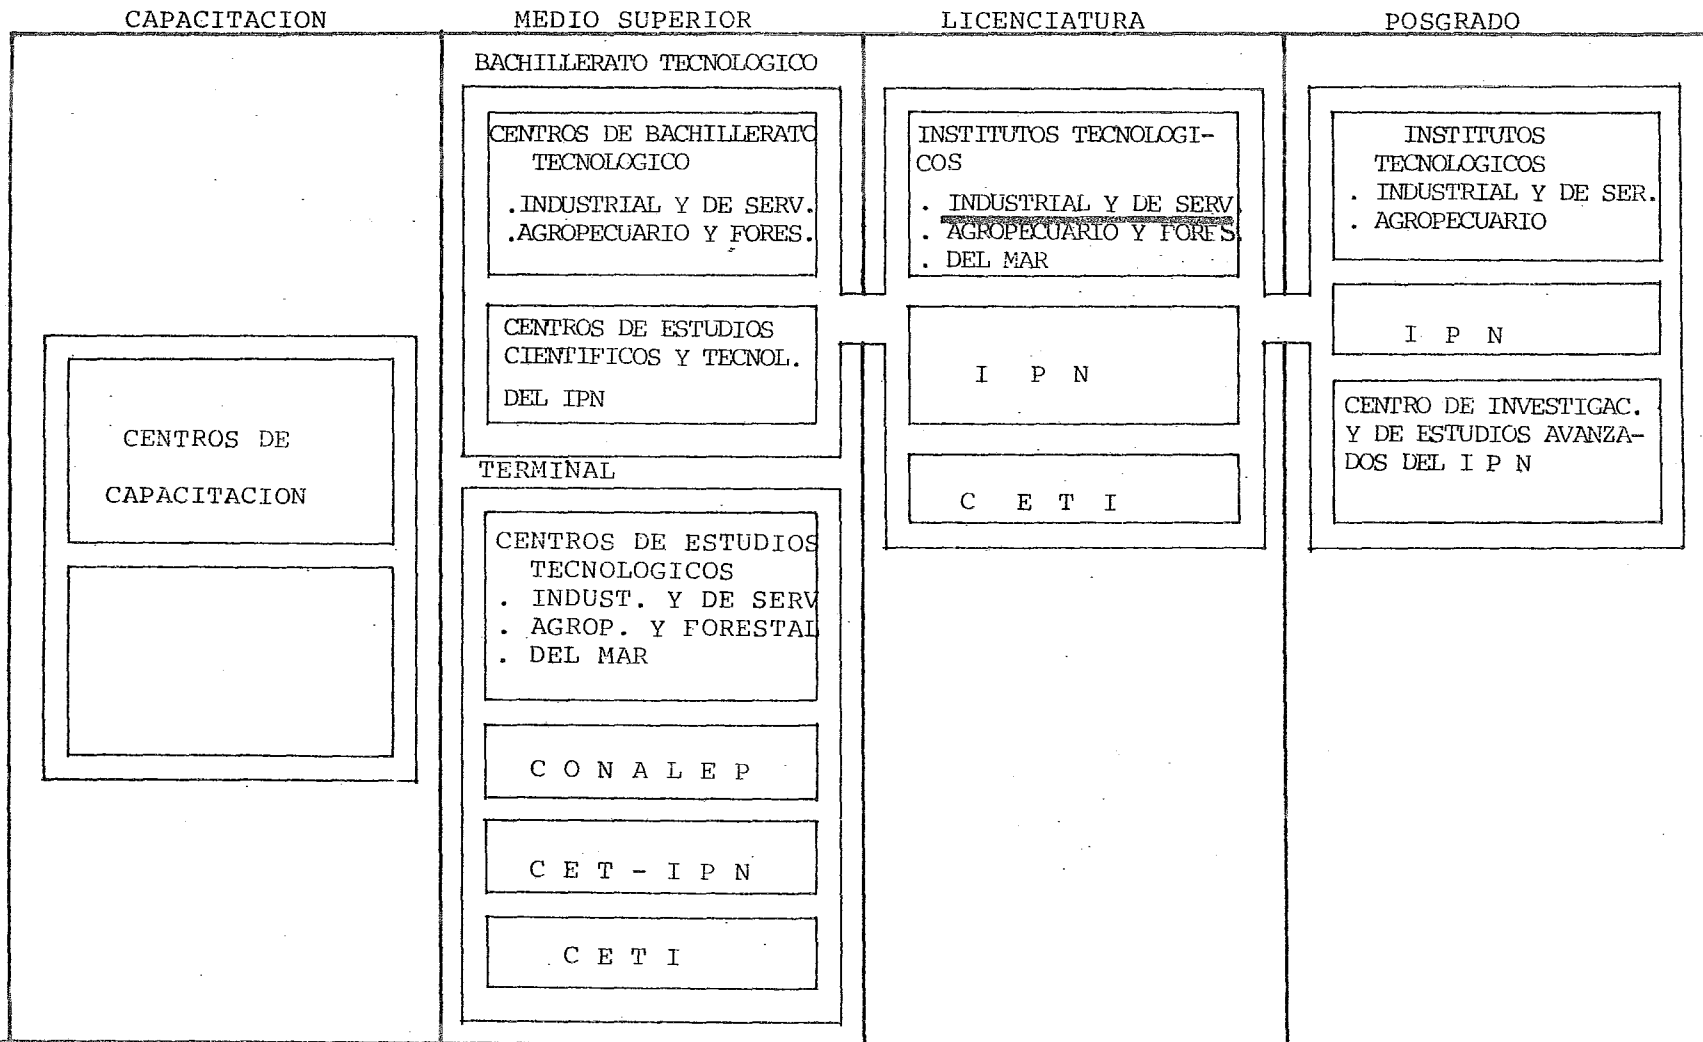 CAPACITACION
MEDIO SUPERIOR
LICENCIATURA
POSGRADO
CENTROS DE
CAPACITACION
BACHILLERATO TECNOLOGICO
CENTROS DE BACHILLERATO
TECNOLOGICO
.INDUSTRIAL Y DE SERV.
.AGROPECUARIO Y FORES.
CENTROS DE ESTUDIOS
CIENTIFICOS Y TECNOL.
DEL IPN
TERMINAL
CENTROS DE ESTUDIOS
TECNOLOGICOS
. INDUST. Y DE SERV
. AGROP. Y FORESTAL
. DEL MAR
C O N A L E P
C E T - I P N
C E T I
INSTITUTOS TECNOLOGI-
COS
. INDUSTRIAL Y DE SERV.
. AGROPECUARIO Y FORES.
. DEL MAR
I P N
C E T I
INSTITUTOS
TECNOLOGICOS
. INDUSTRIAL Y DE SER.
. AGROPECUARIO
I P N
CENTRO DE INVESTIGAC.
Y DE ESTUDIOS AVANZA-
DOS DEL I P N